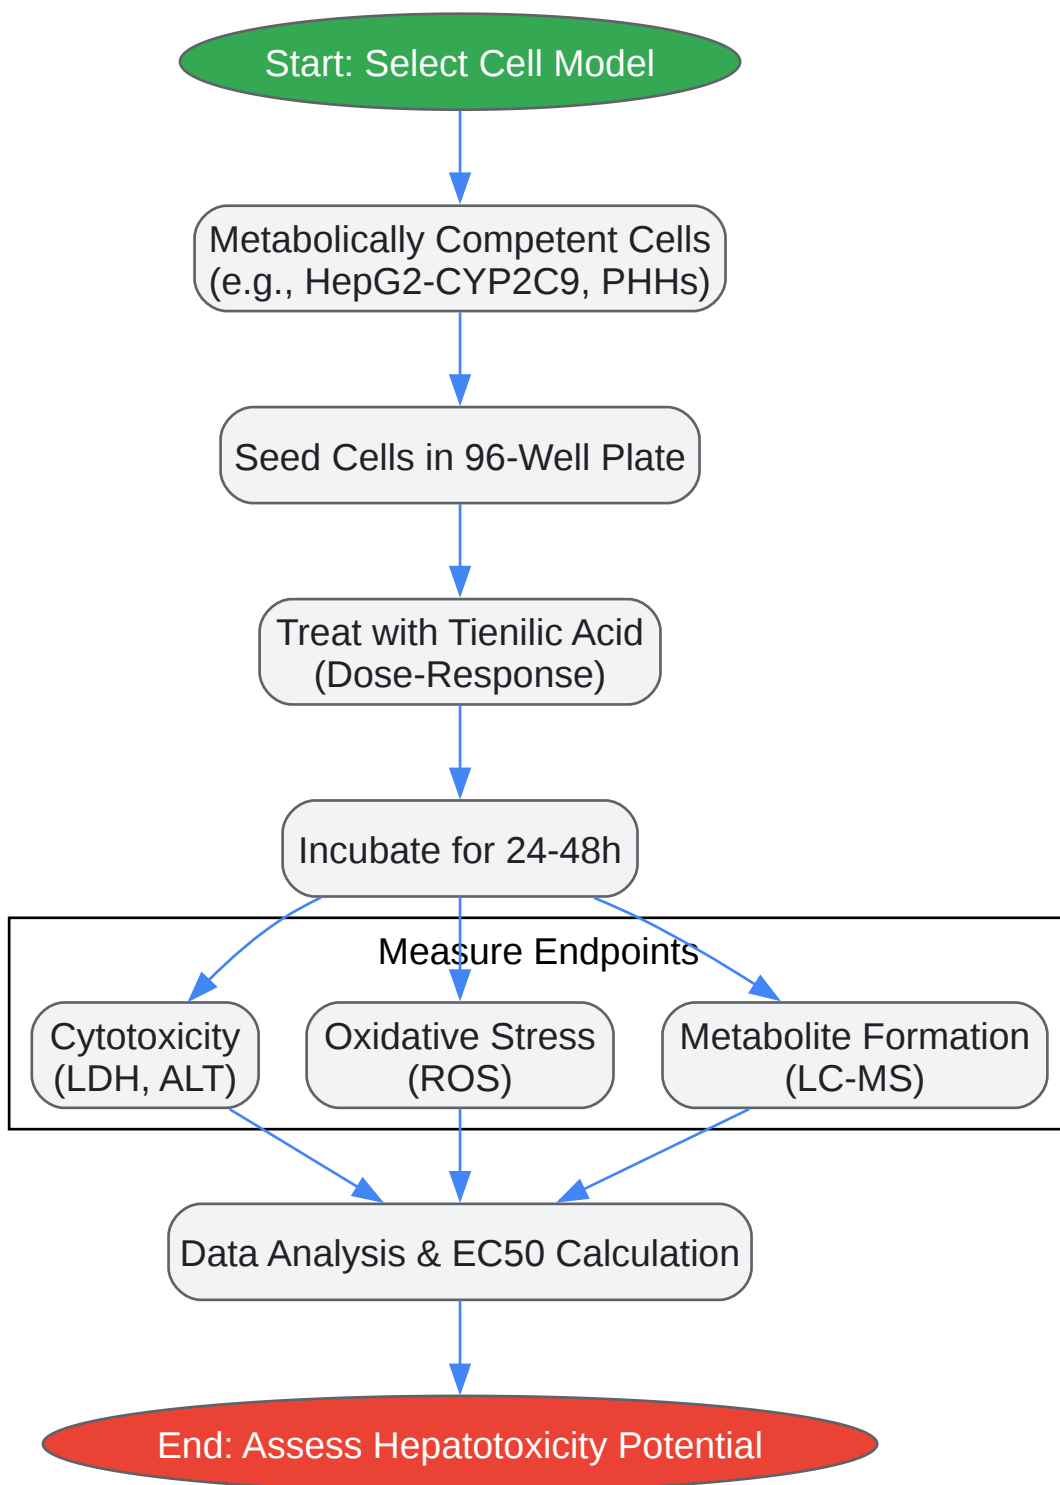 Start: Select Cell Model
Metabolically Competent Cells
(e.g., HepG2-CYP2C9, PHHs)
Seed Cells in 96-Well Plate
Treat with Tienilic Acid
(Dose-Response)
Incubate for 24-48h
Measure Endpoints
Cytotoxicity
(LDH, ALT)
Oxidative Stress
(ROS)
Metabolite Formation
(LC-MS)
Data Analysis & EC50 Calculation
End: Assess Hepatotoxicity Potential